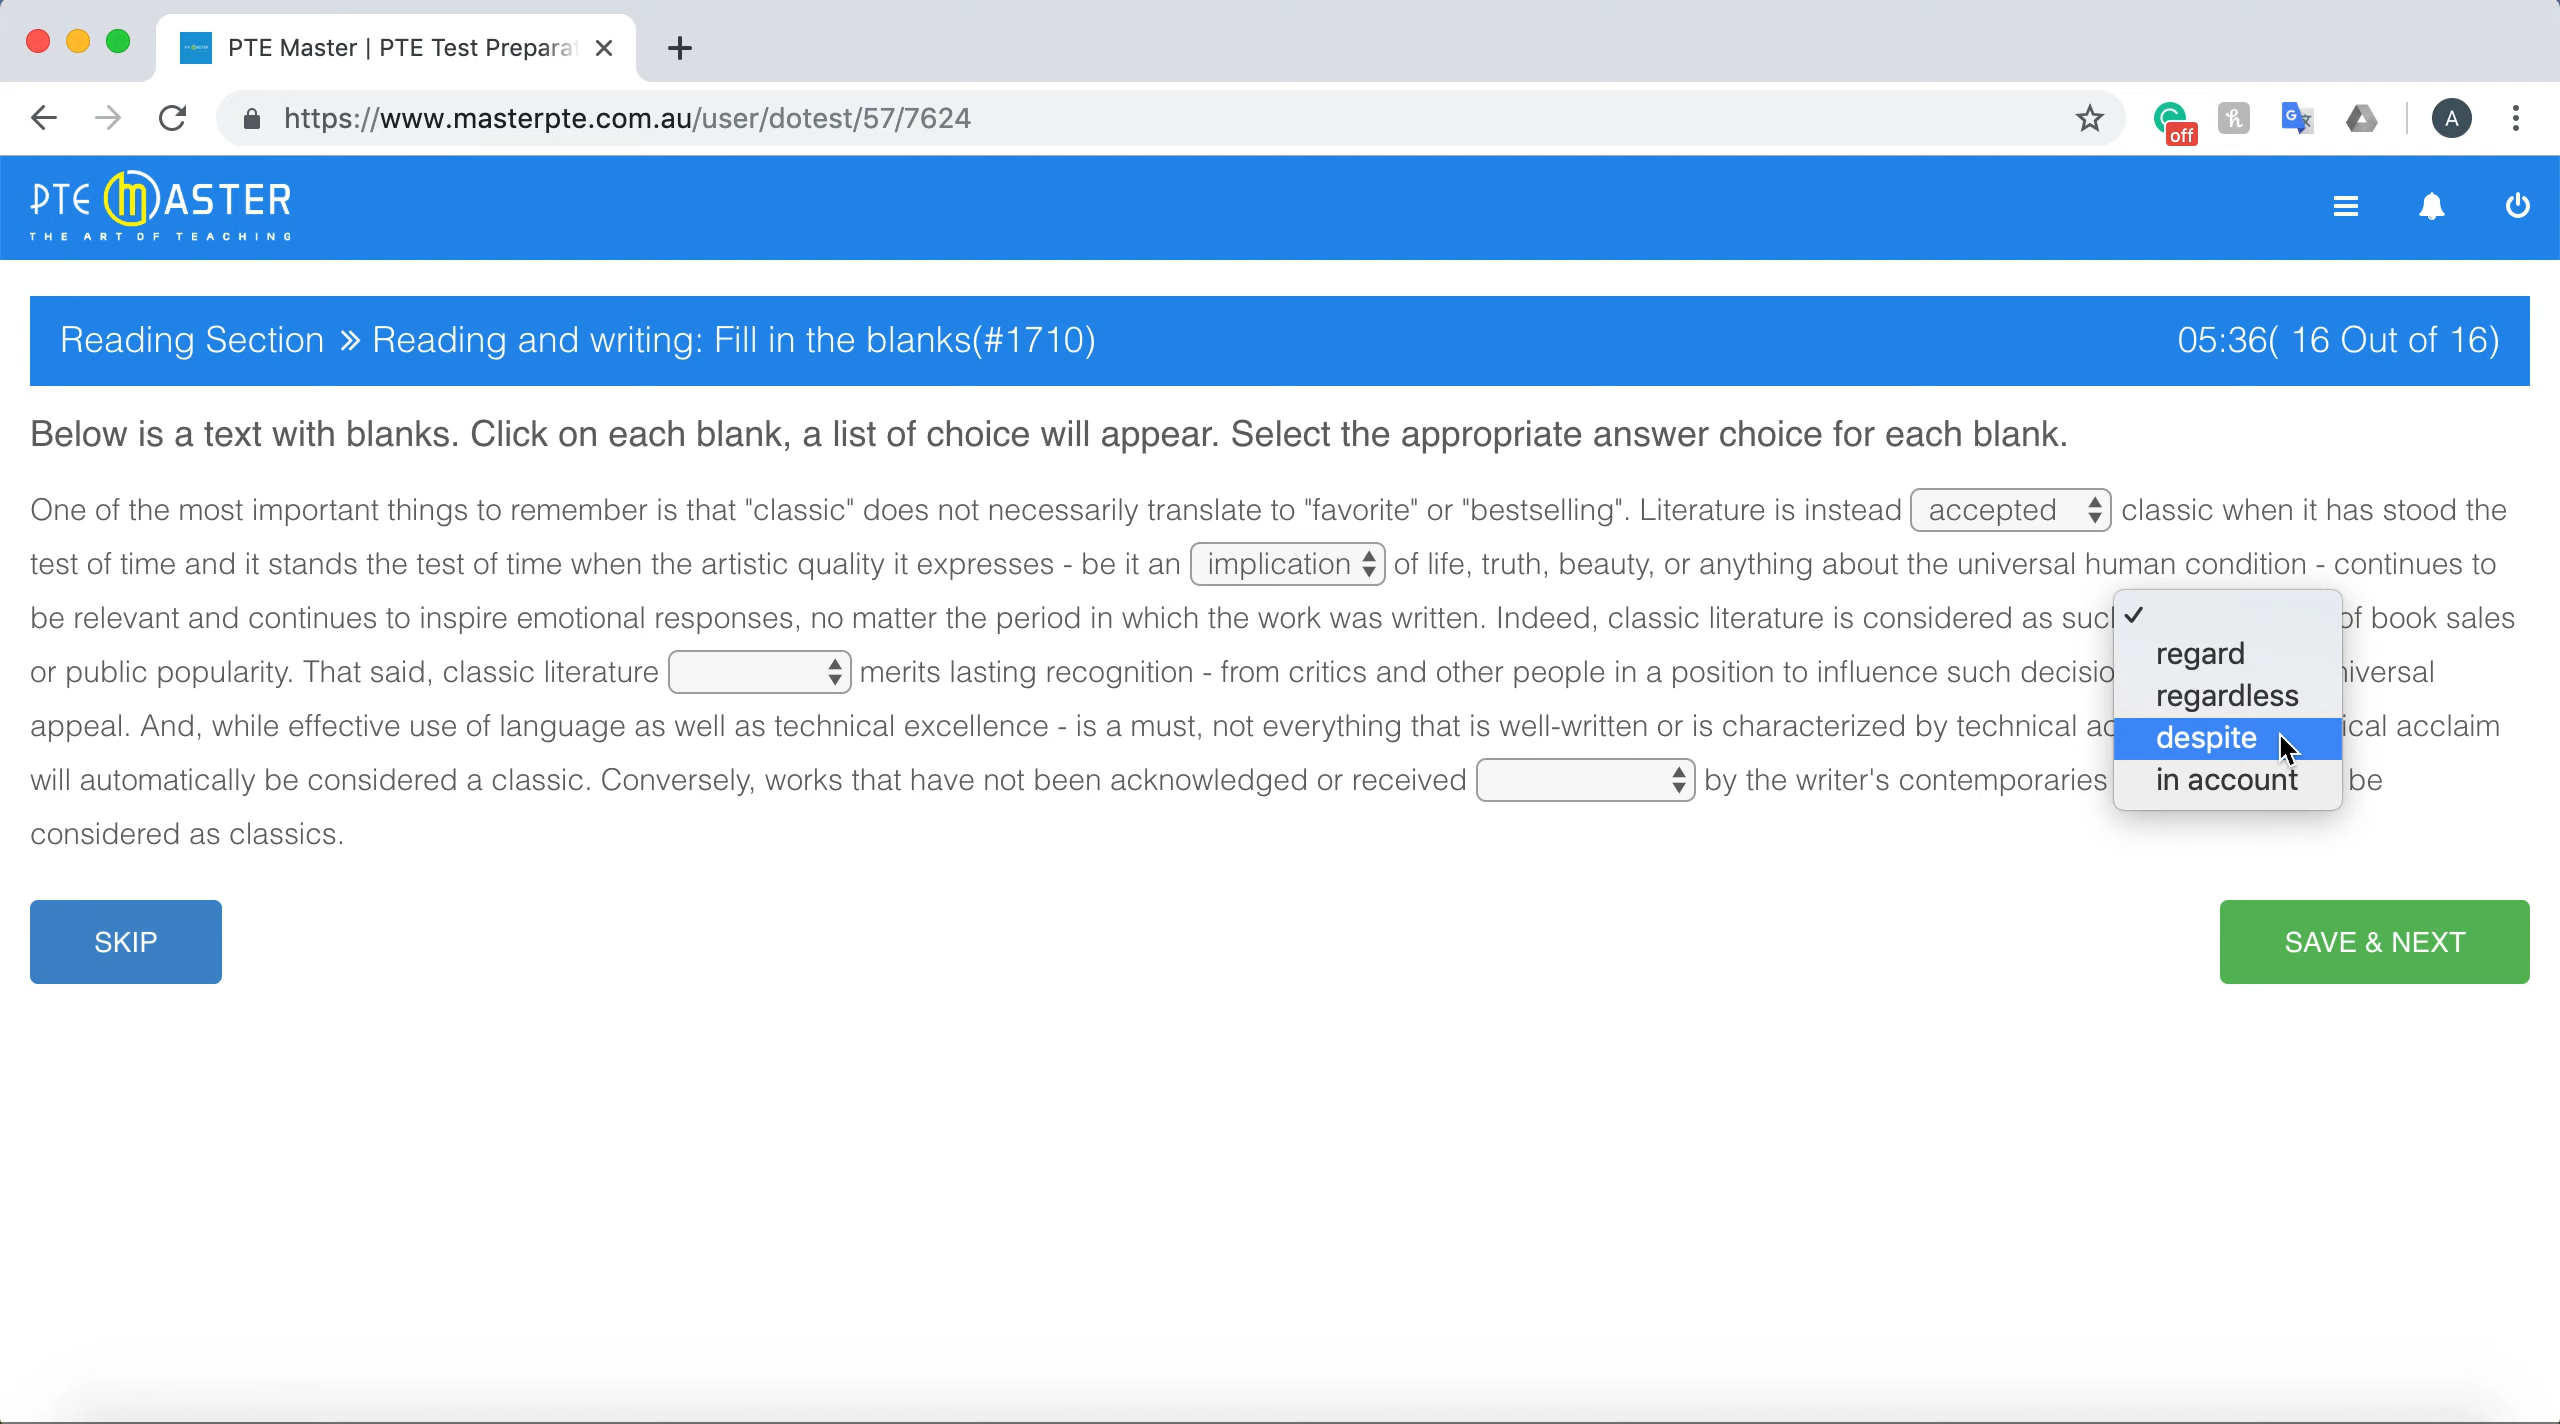 PTE Master | PTE Test Prepara
https://www.masterpte.com.au/user/dotest/57/7624
off
A
PTE MASTER
THE ART OF TEACHING
Reading Section » Reading and writing: Fill in the blanks(#1710) 05:36( 16 Out of 16)
Below is a text with blanks. Click on each blank, a list of choice will appear. Select the appropriate answer choice for each blank.
One of the most important things to remember is that "classic" does not necessarily translate to "favorite" or "bestselling". Literature is instead accepted classic when it has stood the
test of time and it stands the test of time when the artistic quality it expresses - be it an implication of life, truth, beauty, or anything about the universal human condition - continues to
be relevant and continues to inspire emotional responses, no matter the period in which the work was written. Indeed, classic literature is considered as such of book sales
or public popularity. That said, classic literature merits lasting recognition - from critics and other people in a position to influence such decisio iversal
appeal. And, while effective use of language as well as technical excellence - is a must, not everything that is well-written or is characterized by technical ac ical acclaim
will automatically be considered a classic. Conversely, works that have not been acknowledged or received by the writer's contemporaries be
considered as classics.
regard
regardless
despite
in account
SKIP
SAVE & NEXT